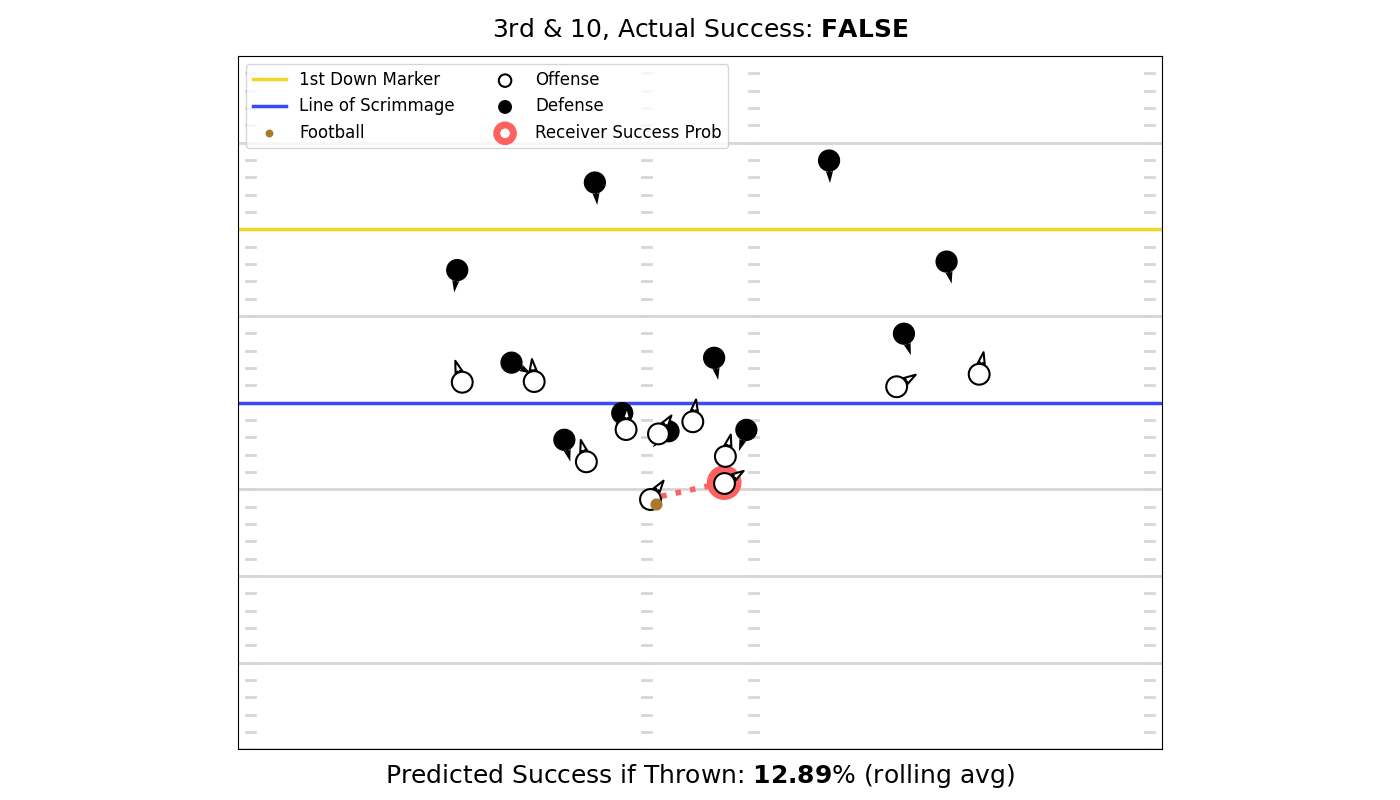 3rd & 10, Actual Success: FALSE
1st Down Marker
Line of Scrimmage
Football
Offense
Defense
Receiver Success Prob
Predicted Success if Thrown: 12.89% (rolling avg)